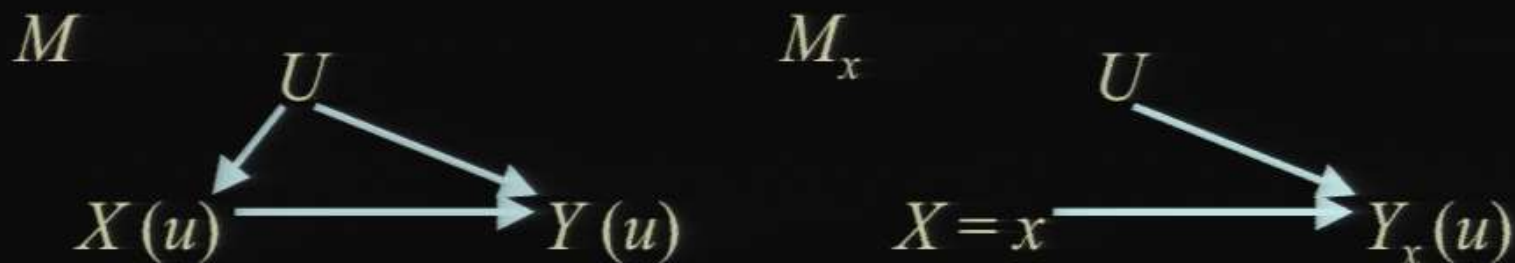 M M_x
U U
X (u) Y (u) X = x Y_x (u)